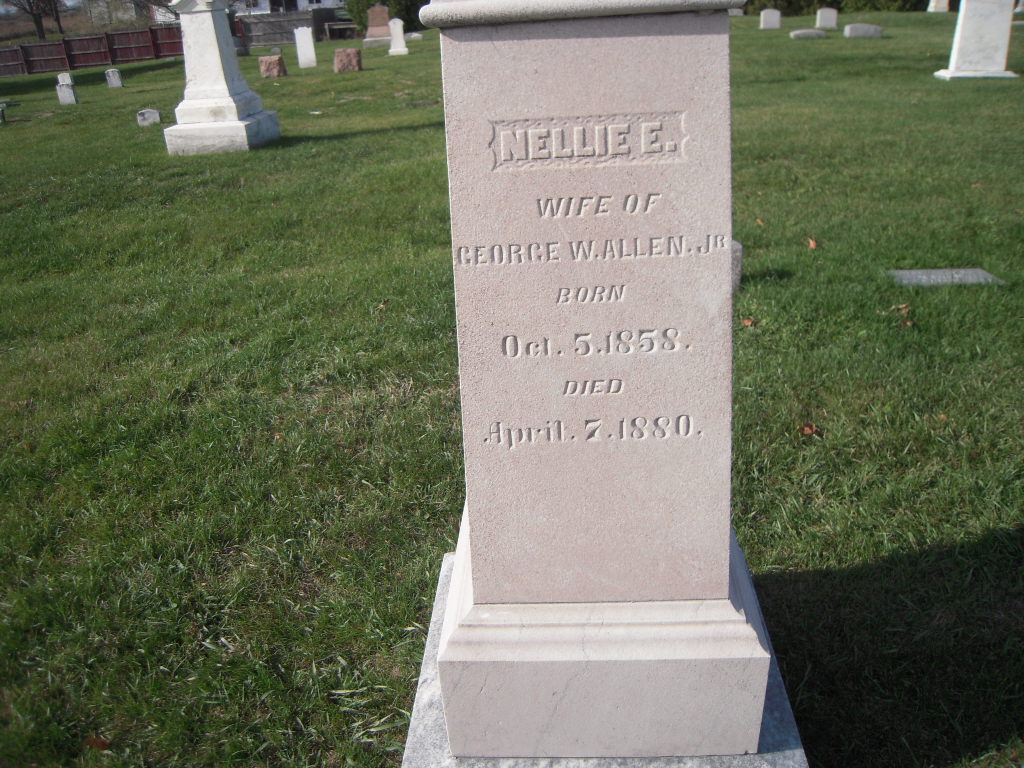 NELLIE E.
WIFE OF
GEORGE W. ALLEN. JR
BORN
Oct. 5. 1858.
DIED
April. 7. 1880.